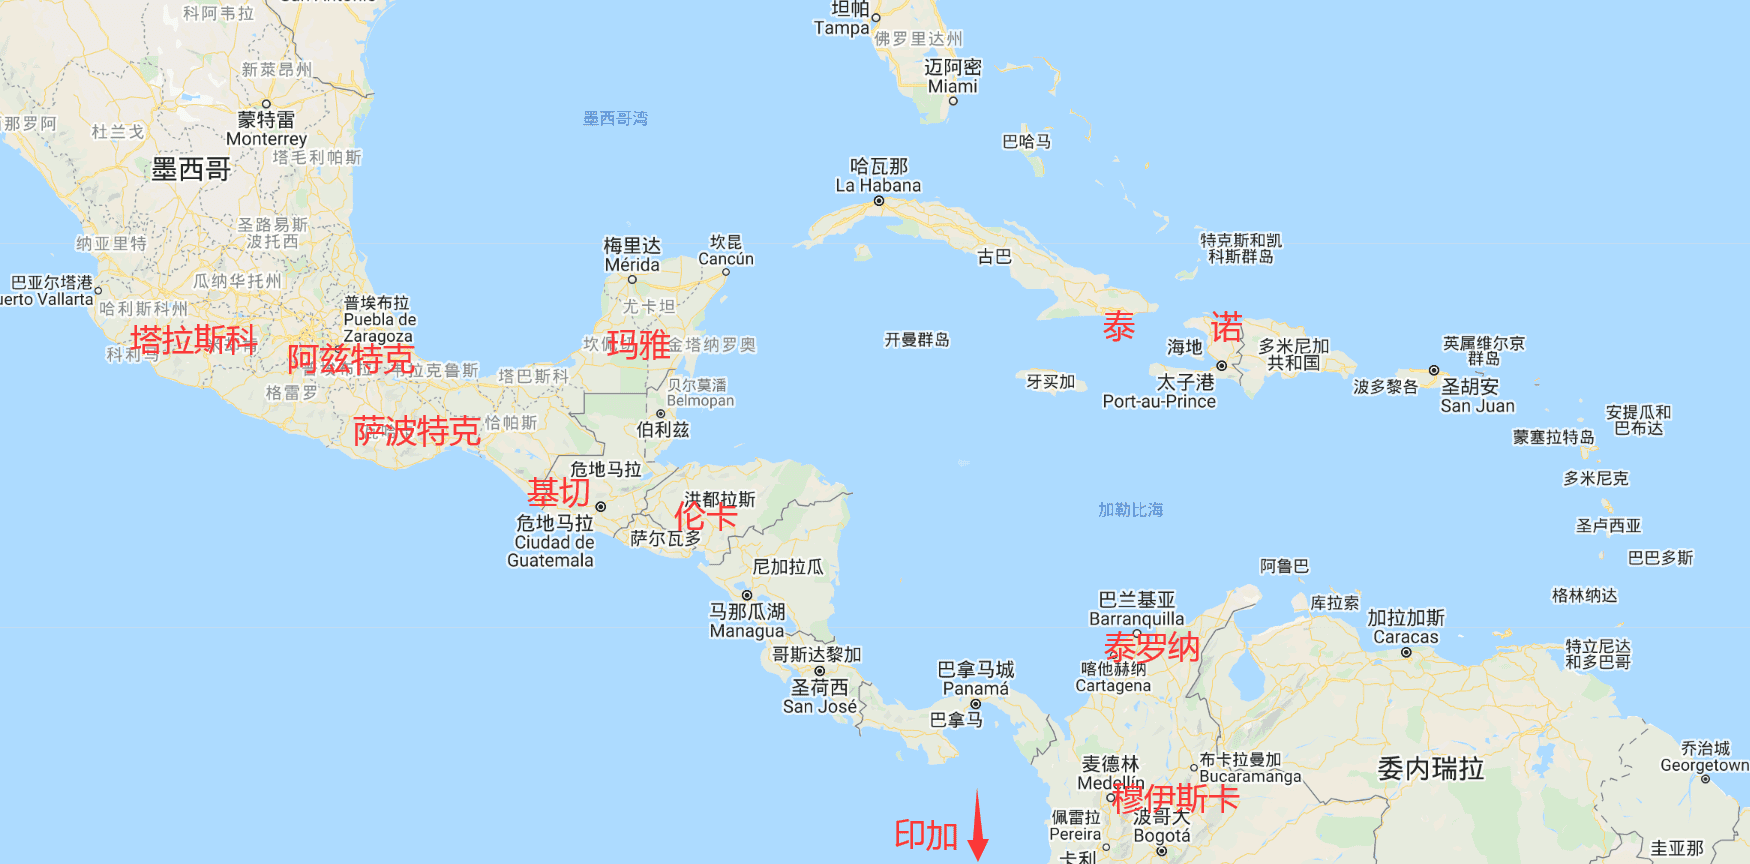 科阿韦拉
San Antonio
坦帕
Tampa
佛罗里达州
新萊昂州
迈阿密
Miami
墨西哥湾
蒙特雷
Monterrey
杜兰戈
那罗阿
巴哈马
塔毛利帕斯
墨西哥
哈瓦那
La Habana
圣路易斯
波托西
纳亚里特
梅里达
Mérida
坎昆
Cancún
特克斯和凯
科斯群岛
古巴
瓜纳华托州
巴亚尔塔港
uerto Vallarta
哈利斯科州
普埃布拉
Puebla de
Zaragoza
尤卡坦
塔拉斯科
科利马
阿兹特克
韦拉克鲁斯
玛雅
金塔纳罗奥
开曼群岛
泰
诺
海地
多米尼加
共和国
英属维尔京
群岛
塔巴斯科
格雷罗
贝尔莫潘
Belmopan
牙买加
太子港
Port-au-Prince
波多黎各
圣胡安
San Juan
安提瓜和
巴布达
萨波特克
恰帕斯
伯利兹
蒙塞拉特岛
危地马拉
多米尼克
基切
洪都拉斯
伦卡
加勒比海
危地马拉
Ciudad de
Guatemala
萨尔瓦多
圣卢西亚
尼加拉瓜
阿鲁巴
巴巴多斯
马那瓜湖
Managua
巴兰基亚
Barranquilla
库拉索
加拉加斯
Caracas
格林纳达
泰罗纳
哥斯达黎加
圣荷西
San José
巴拿马城
Panamá
巴拿马
喀他赫纳
Cartagena
特立尼达
和多巴哥
麦德林
Medellín
布卡拉曼加
Bucaramanga
委内瑞拉
乔治城
Georgetown
穆伊斯卡
佩雷拉
Pereira
波哥大
Bogotá
印加
卡利
圭亚那